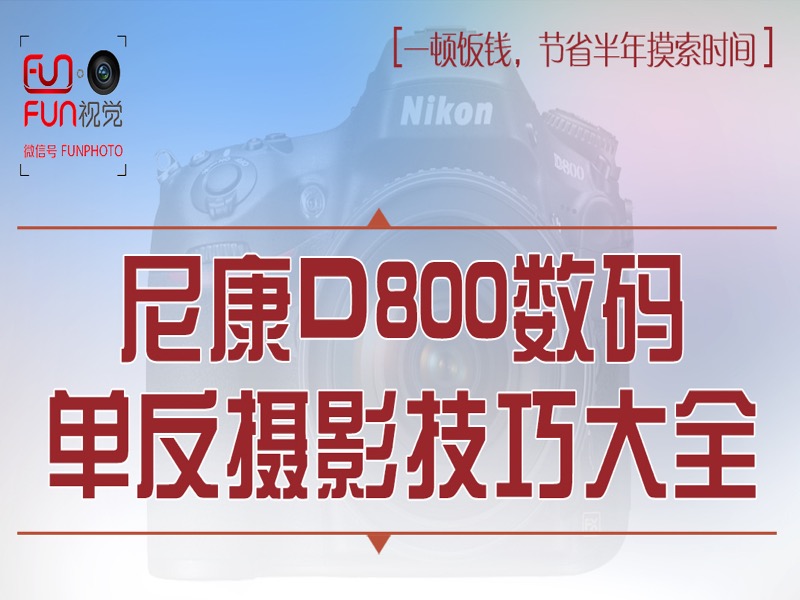 [一顿饭钱，节省半年摸索时间]
FUN
FUN视觉
微信号 FUNPHOTO
Nikon
D800
尼康D800数码
单反摄影技巧大全